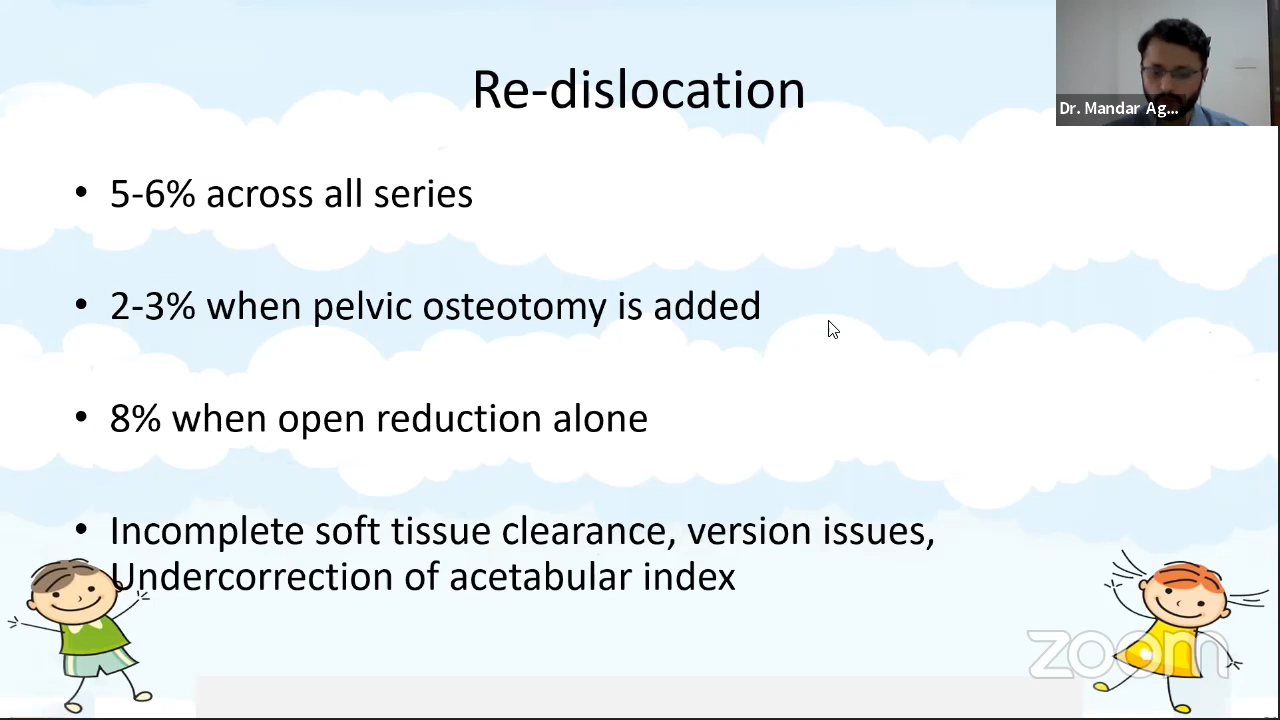 Re-dislocation
Dr. Mandar Ag...
• 5-6% across all series
• 2-3% when pelvic osteotomy is added
• 8% when open reduction alone
• Incomplete soft tissue clearance, version issues,
Undercorrection of acetabular index
zoom